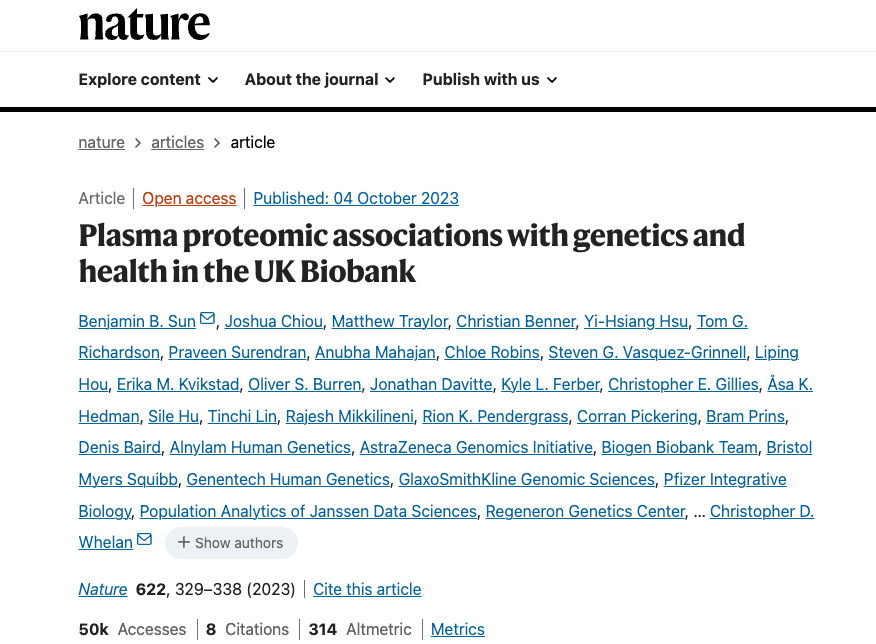 nature
Explore content About the journal Publish with us
nature > articles > article
Article | Open access | Published: 04 October 2023
Plasma proteomic associations with genetics and
health in the UK Biobank
Benjamin B. Sun, Joshua Chiou, Matthew Traylor, Christian Benner, Yi-Hsiang Hsu, Tom G.
Richardson, Praveen Surendran, Anubha Mahajan, Chloe Robins, Steven G. Vasquez-Grinnell, Liping
Hou, Erika M. Kvikstad, Oliver S. Burren, Jonathan Davitte, Kyle L. Ferber, Christopher E. Gillies, Åsa K.
Hedman, Sile Hu, Tinchi Lin, Rajesh Mikkilineni, Rion K. Pendergrass, Corran Pickering, Bram Prins,
Denis Baird, Alnylam Human Genetics, AstraZeneca Genomics Initiative, Biogen Biobank Team, Bristol
Myers Squibb, Genentech Human Genetics, GlaxoSmithKline Genomic Sciences, Pfizer Integrative
Biology, Population Analytics of Janssen Data Sciences, Regeneron Genetics Center, ... Christopher D.
Whelan + Show authors
Nature 622, 329–338 (2023) | Cite this article
50k Accesses | 8 Citations | 314 Altmetric | Metrics